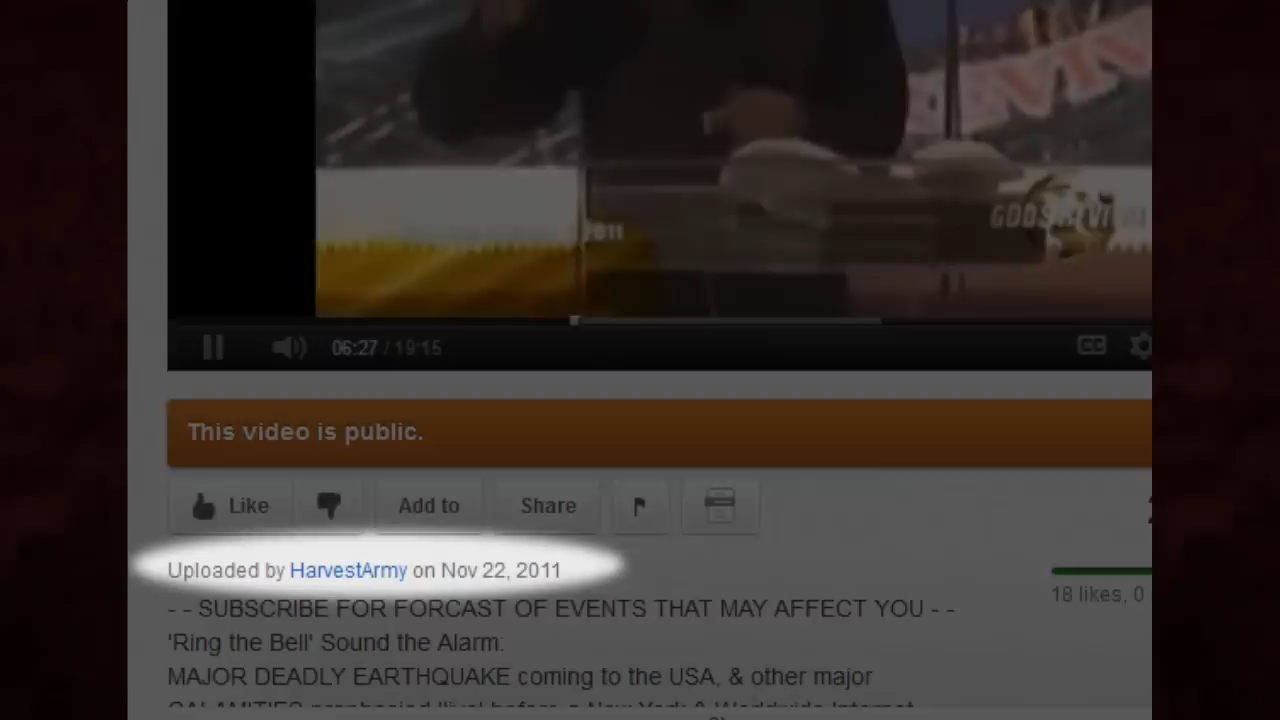 2011
06:27 / 19:15
CC
This video is public.
Like
Add to
Share
Uploaded by HarvestArmy on Nov 22, 2011
18 likes, 0
- - SUBSCRIBE FOR FORCAST OF EVENTS THAT MAY AFFECT YOU - -
'Ring the Bell' Sound the Alarm:
MAJOR DEADLY EARTHQUAKE coming to the USA, & other major